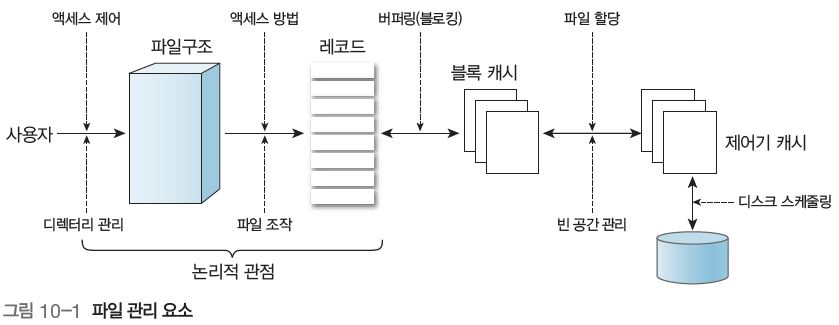 액세스 제어
액세스 방법
버퍼링(블로킹)
파일 할당
파일구조
레코드
블록 캐시
사용자
제어기 캐시
디렉터리 관리
파일 조작
빈 공간 관리
디스크 스케줄링
논리적 관점
그림 10-1 파일 관리 요소